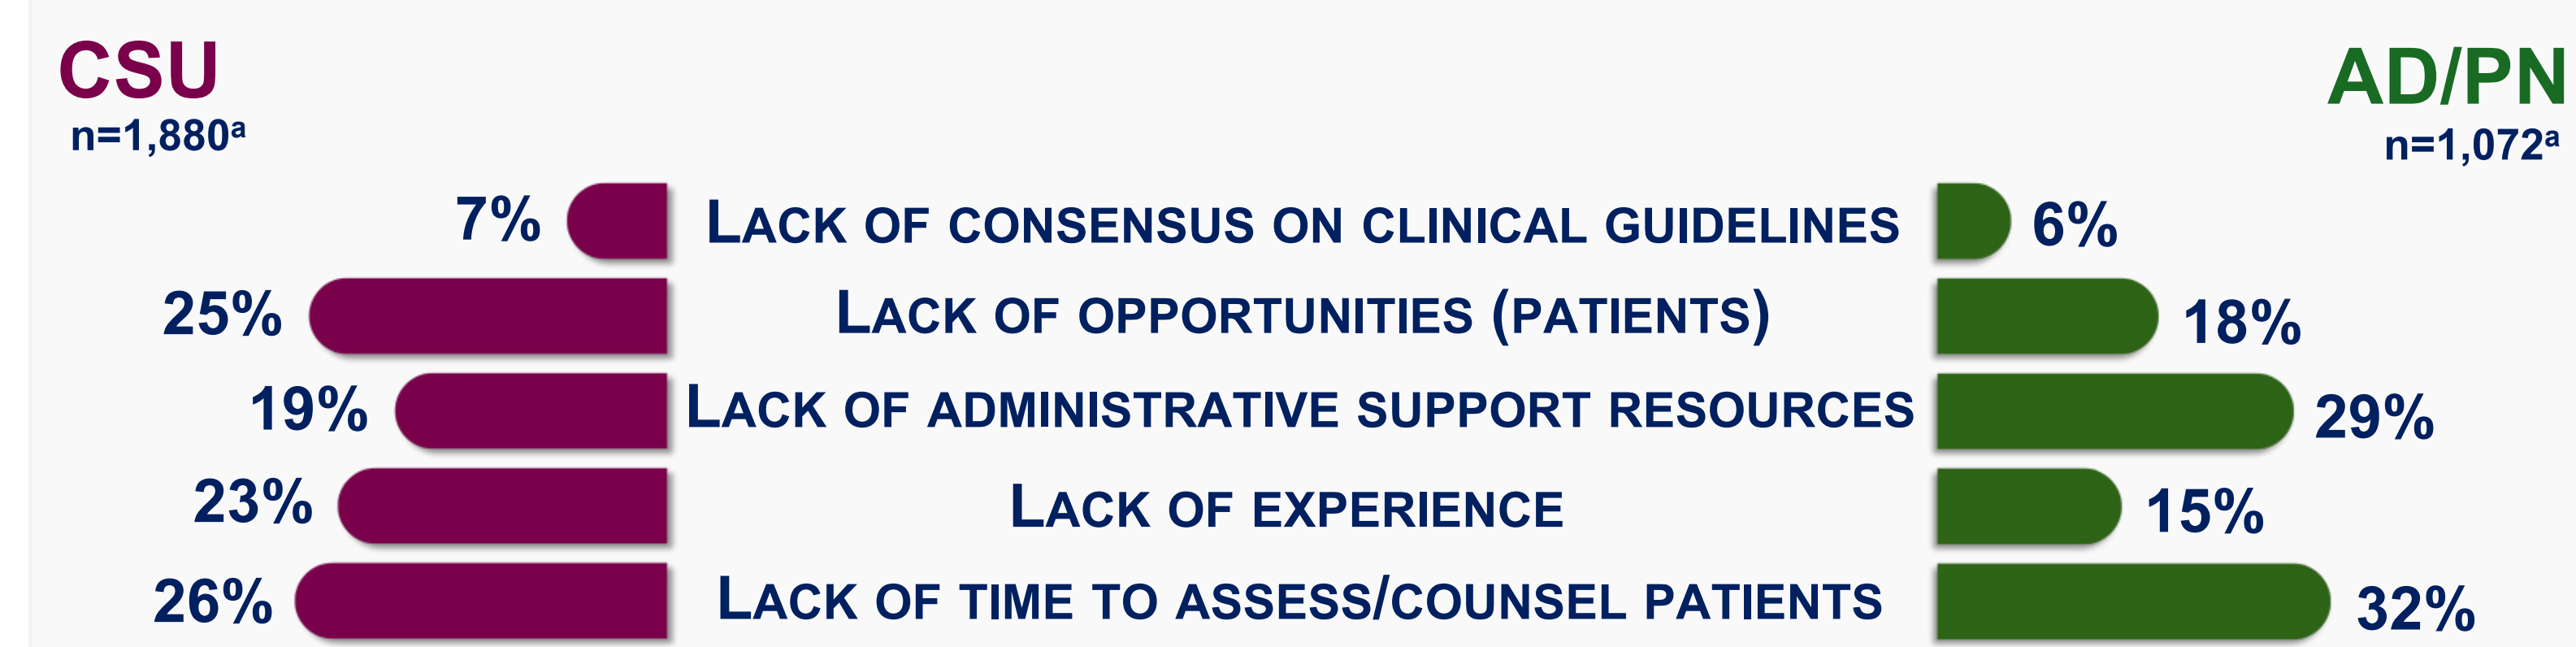 CSU
n=1,880ᵃ
AD/PN
n=1,072ᵃ
7% LACK OF CONSENSUS ON CLINICAL GUIDELINES 6%
25% LACK OF OPPORTUNITIES (PATIENTS) 18%
19% LACK OF ADMINISTRATIVE SUPPORT RESOURCES 29%
23% LACK OF EXPERIENCE 15%
26% LACK OF TIME TO ASSESS/COUNSEL PATIENTS 32%